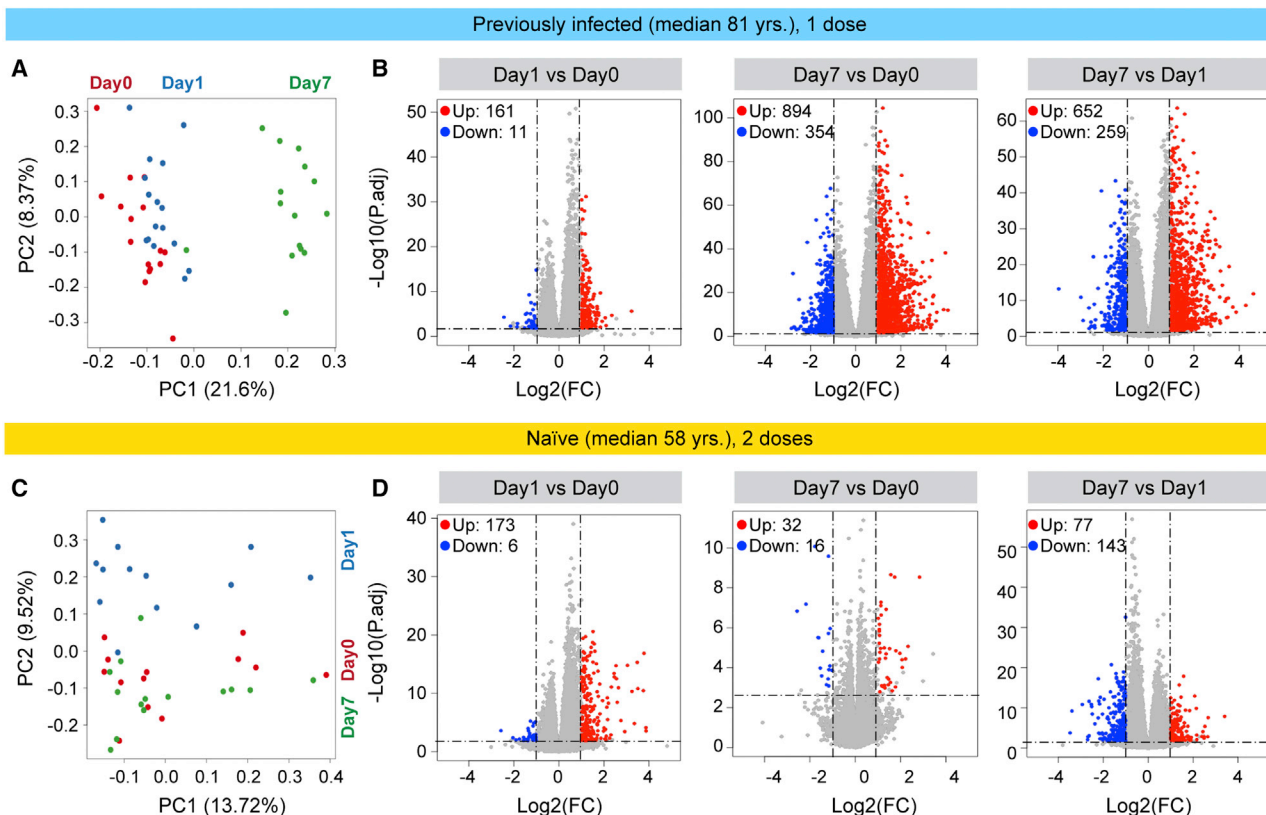 Previously infected (median 81 yrs.), 1 dose
A
Day0 Day1 Day7
0.3
0.2
0.1
0.0
-0.1
-0.2
-0.3
PC2 (8.37%)
-0.2 -0.1 0.0 0.1 0.2 0.3
PC1 (21.6%)
B
Day1 vs Day0
Up: 161
Down: 11
50
40
30
20
10
0
-Log10(P.adj)
-4 -2 0 2 4
Log2(FC)
Day7 vs Day0
Up: 894
Down: 354
100
80
60
40
20
0
-4 -2 0 2 4
Log2(FC)
Day7 vs Day1
Up: 652
Down: 259
60
50
40
30
20
10
0
-4 -2 0 2 4
Log2(FC)
Naïve (median 58 yrs.), 2 doses
C
0.3
0.2
0.1
0.0
-0.1
-0.2
PC2 (9.52%)
-0.1 0.0 0.1 0.2 0.3 0.4
PC1 (13.72%)
Day1
Day0
Day7
D
Day1 vs Day0
Up: 173
Down: 6
40
30
20
10
0
-Log10(P.adj)
-4 -2 0 2 4
Log2(FC)
Day7 vs Day0
Up: 32
Down: 16
10
8
6
4
2
0
-4 -2 0 2 4
Log2(FC)
Day7 vs Day1
Up: 77
Down: 143
50
40
30
20
10
0
-4 -2 0 2 4
Log2(FC)